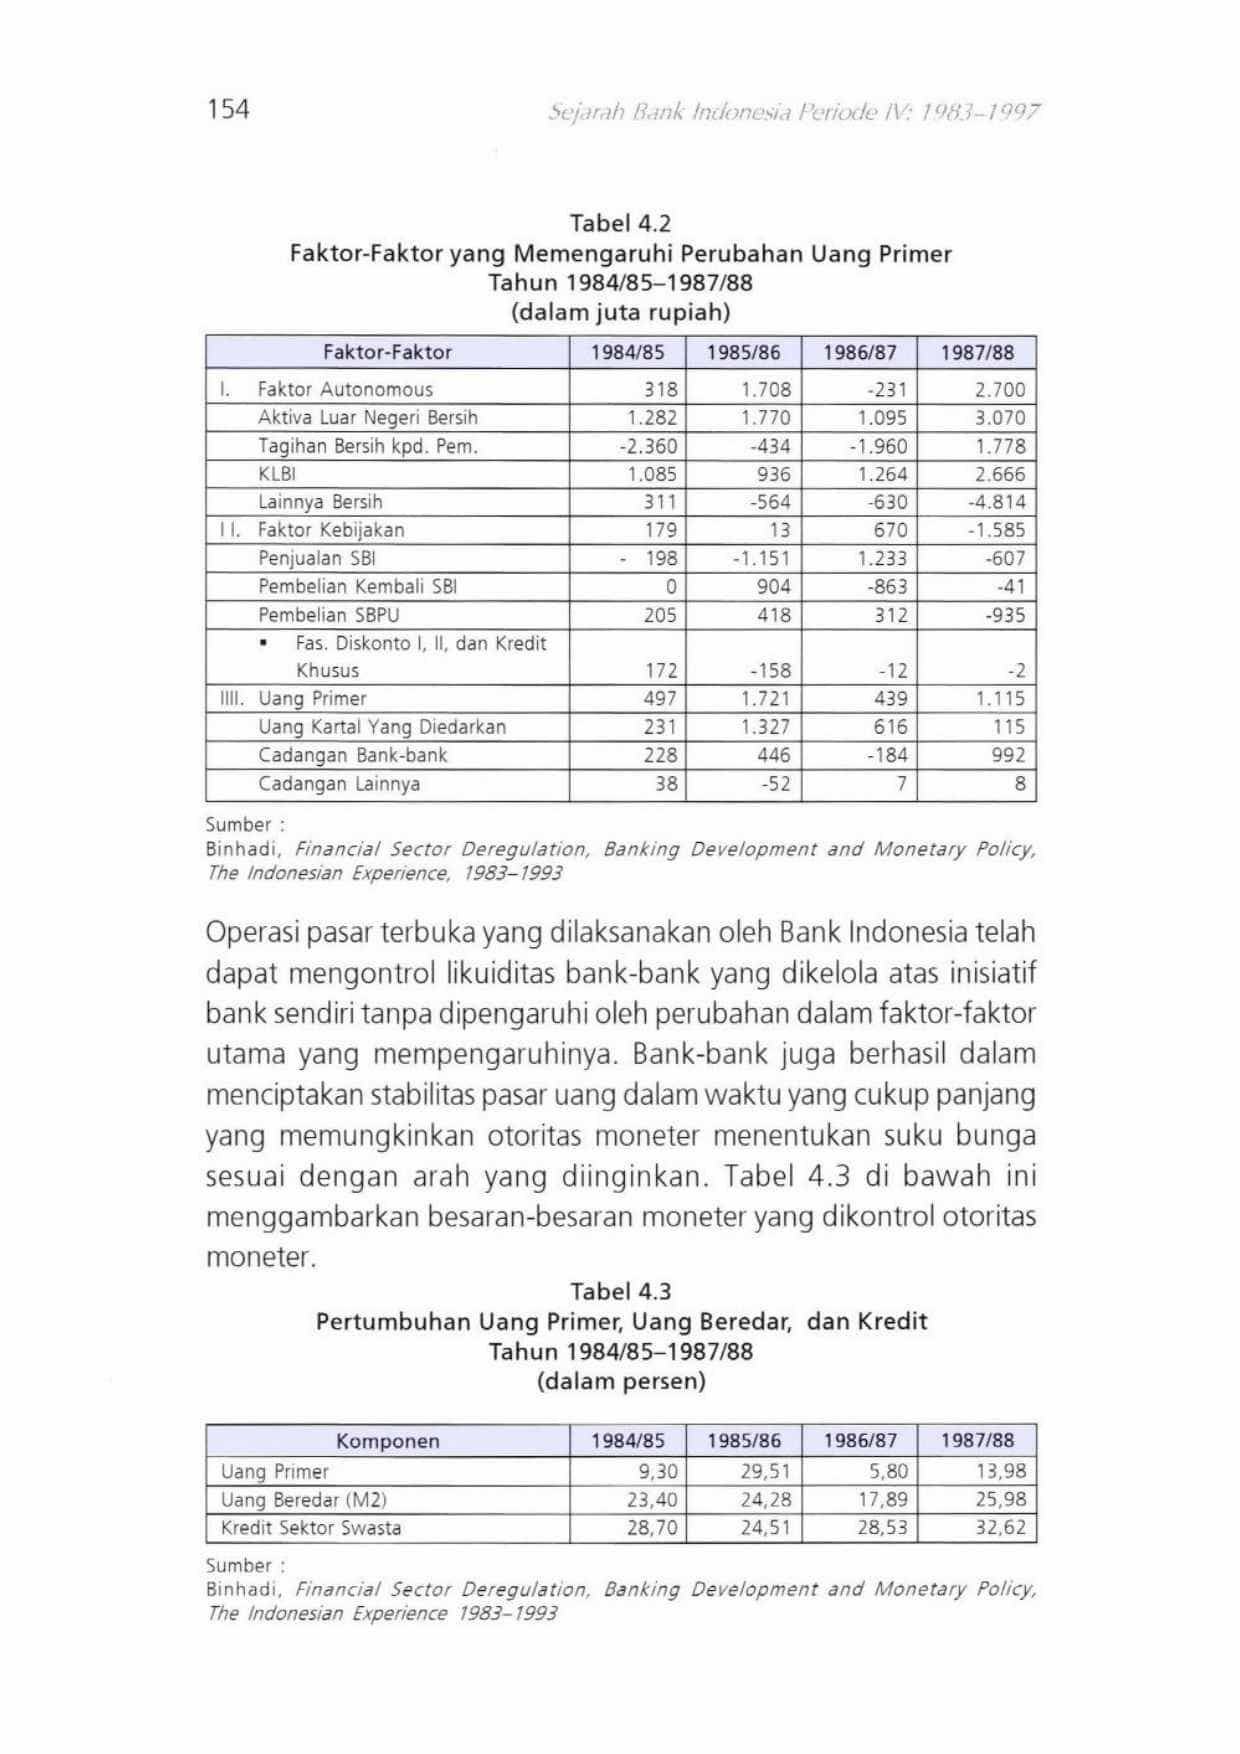 154 Sejarah Bank Indonesia Periode IV: 1983–1997
Tabel 4.2
Faktor-Faktor yang Memengaruhi Perubahan Uang Primer
Tahun 1984/85–1987/88
(dalam juta rupiah)
Faktor-Faktor 1984/85 1985/86 1986/87 1987/88
I. Faktor Autonomous 318 1.708 -231 2.700
Aktiva Luar Negeri Bersih 1.282 1.770 1.095 3.070
Tagihan Bersih kpd. Pem. -2.360 -434 -1.960 1.778
KLBI 1.085 936 1.264 2.666
Lainnya Bersih 311 -564 -630 -4.814
II. Faktor Kebijakan 179 13 670 -1.585
Penjualan SBI - 198 -1.151 1.233 -607
Pembelian Kembali SBI 0 904 -863 -41
Pembelian SBPU 205 418 312 -935
▪ Fas. Diskonto I, II, dan Kredit
Khusus 172 -158 -12 -2
IIII. Uang Primer 497 1.721 439 1.115
Uang Kartal Yang Diedarkan 231 1.327 616 115
Cadangan Bank-bank 228 446 -184 992
Cadangan Lainnya 38 -52 7 8
Sumber :
Binhadi, Financial Sector Deregulation, Banking Development and Monetary Policy,
The Indonesian Experience, 1983–1993
Operasi pasar terbuka yang dilaksanakan oleh Bank Indonesia telah
dapat mengontrol likuiditas bank-bank yang dikelola atas inisiatif
bank sendiri tanpa dipengaruhi oleh perubahan dalam faktor-faktor
utama yang mempengaruhinya. Bank-bank juga berhasil dalam
menciptakan stabilitas pasar uang dalam waktu yang cukup panjang
yang memungkinkan otoritas moneter menentukan suku bunga
sesuai dengan arah yang diinginkan. Tabel 4.3 di bawah ini
menggambarkan besaran-besaran moneter yang dikontrol otoritas
moneter.
Tabel 4.3
Pertumbuhan Uang Primer, Uang Beredar, dan Kredit
Tahun 1984/85–1987/88
(dalam persen)
Komponen 1984/85 1985/86 1986/87 1987/88
Uang Primer 9,30 29,51 5,80 13,98
Uang Beredar (M2) 23,40 24,28 17,89 25,98
Kredit Sektor Swasta 28,70 24,51 28,53 32,62
Sumber :
Binhadi, Financial Sector Deregulation, Banking Development and Monetary Policy,
The Indonesian Experience 1983–1993